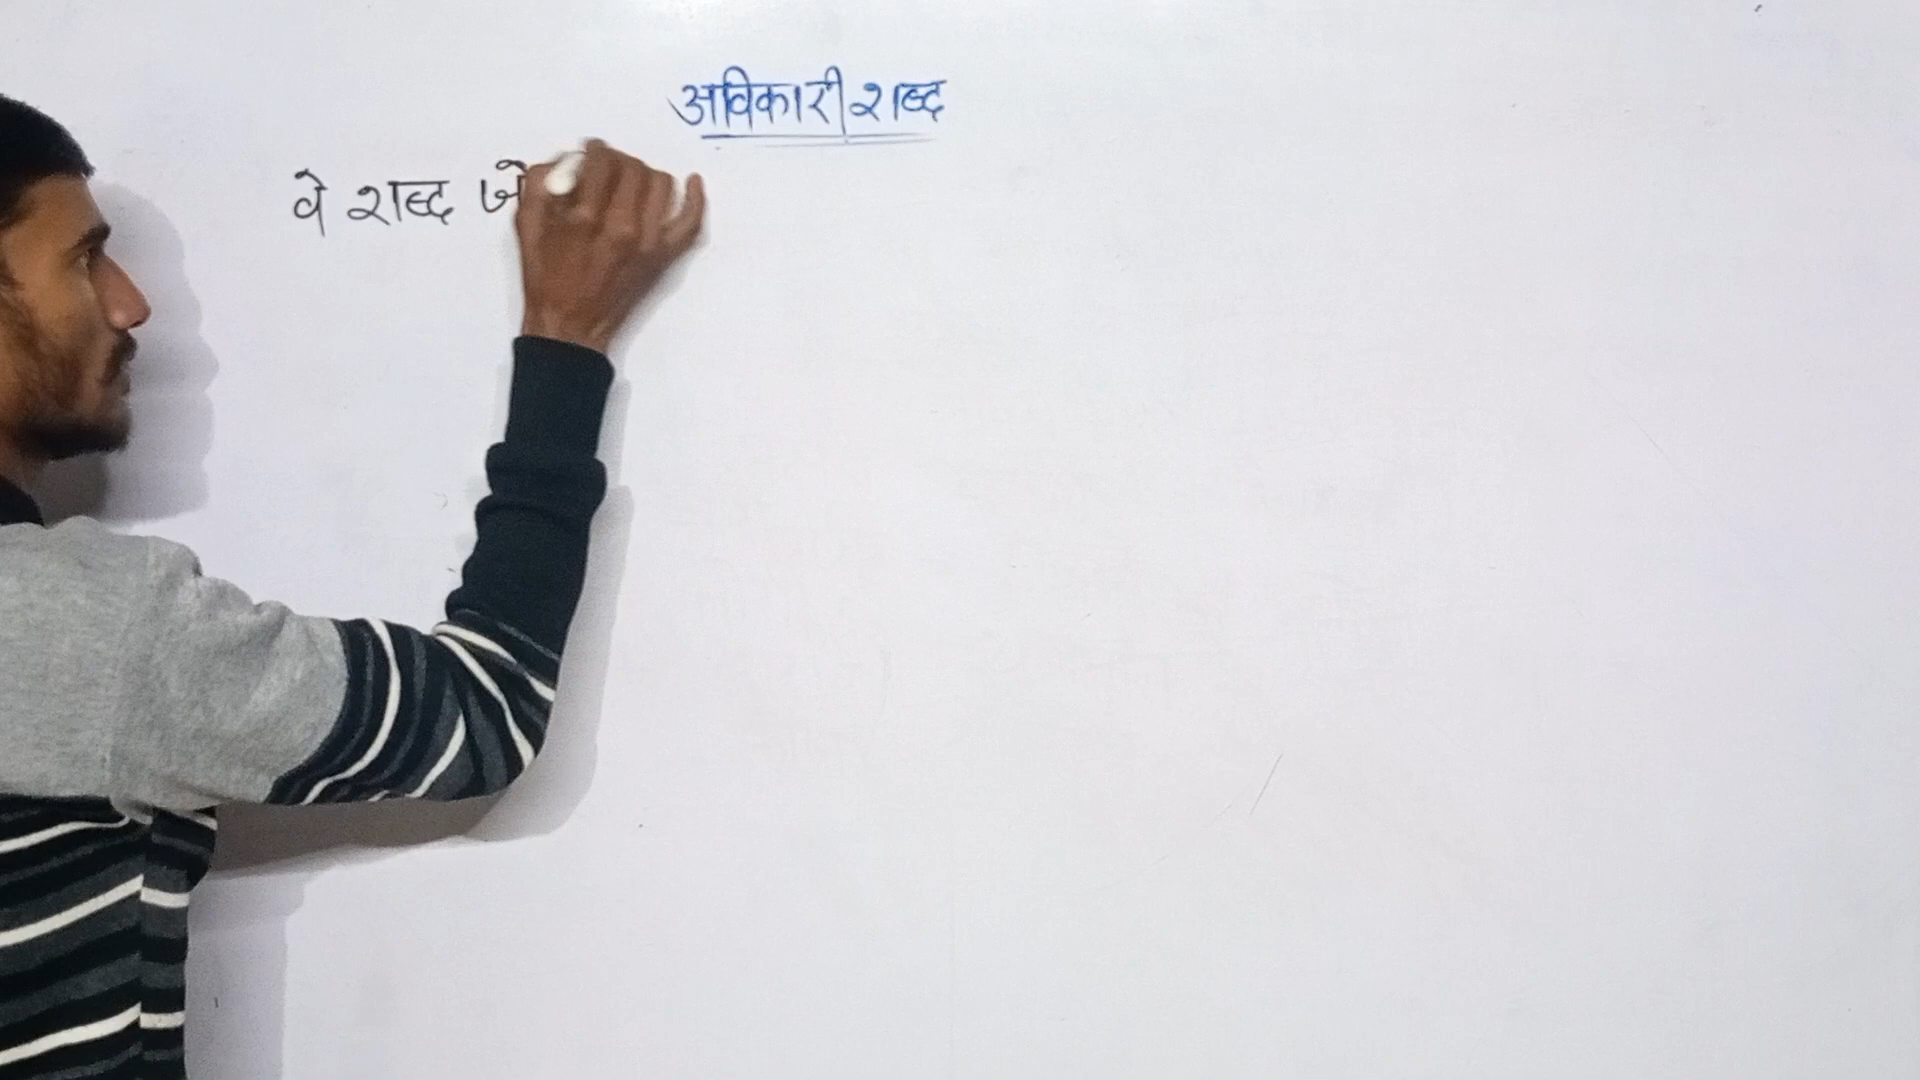 अविकारी शब्द
वे शब्द जो